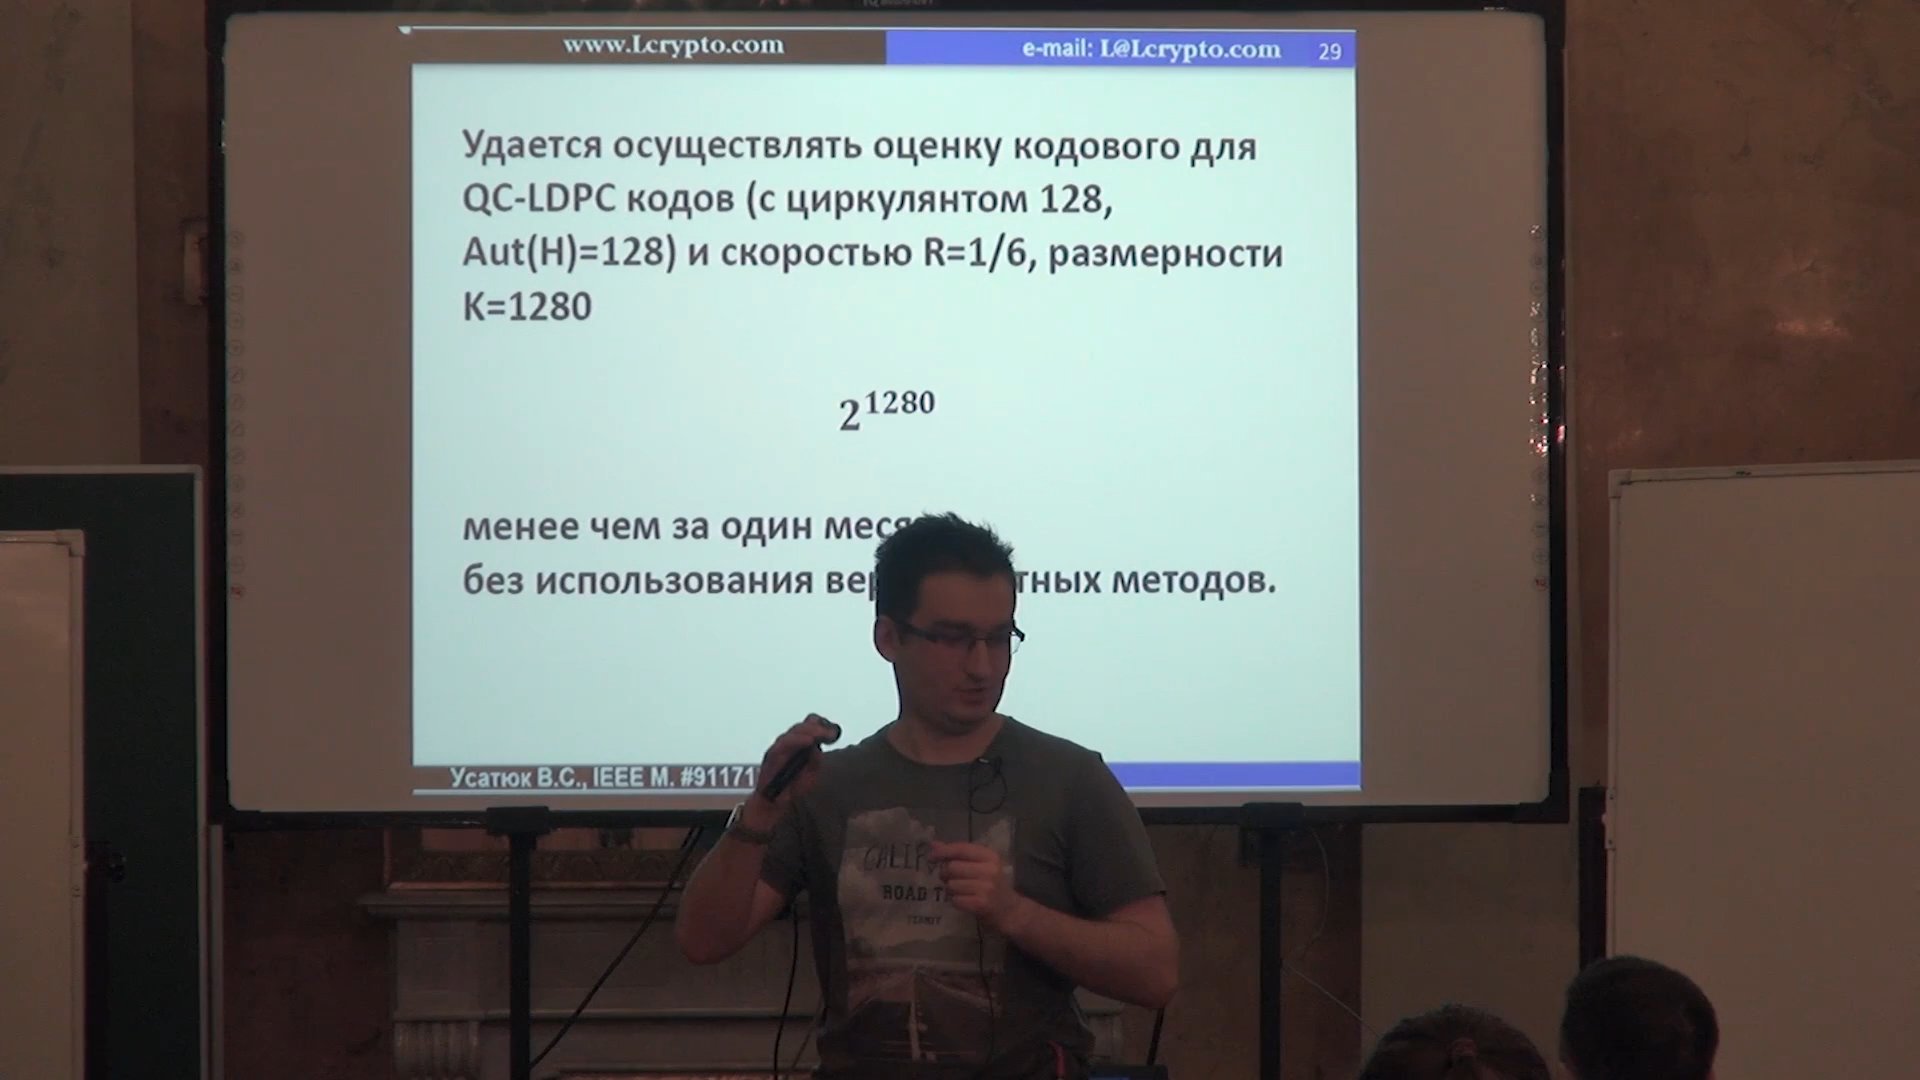 www.Lcrypto.com
e-mail: L@Lcrypto.com 29
Удается осуществлять оценку кодового для
QC-LDPC кодов (с циркулянтом 128,
Aut(H)=128) и скоростью R=1/6, размерности
K=1280
2^1280
менее чем за один
без использования методов.
Усатюк В.С., IEEE M.
ROAD